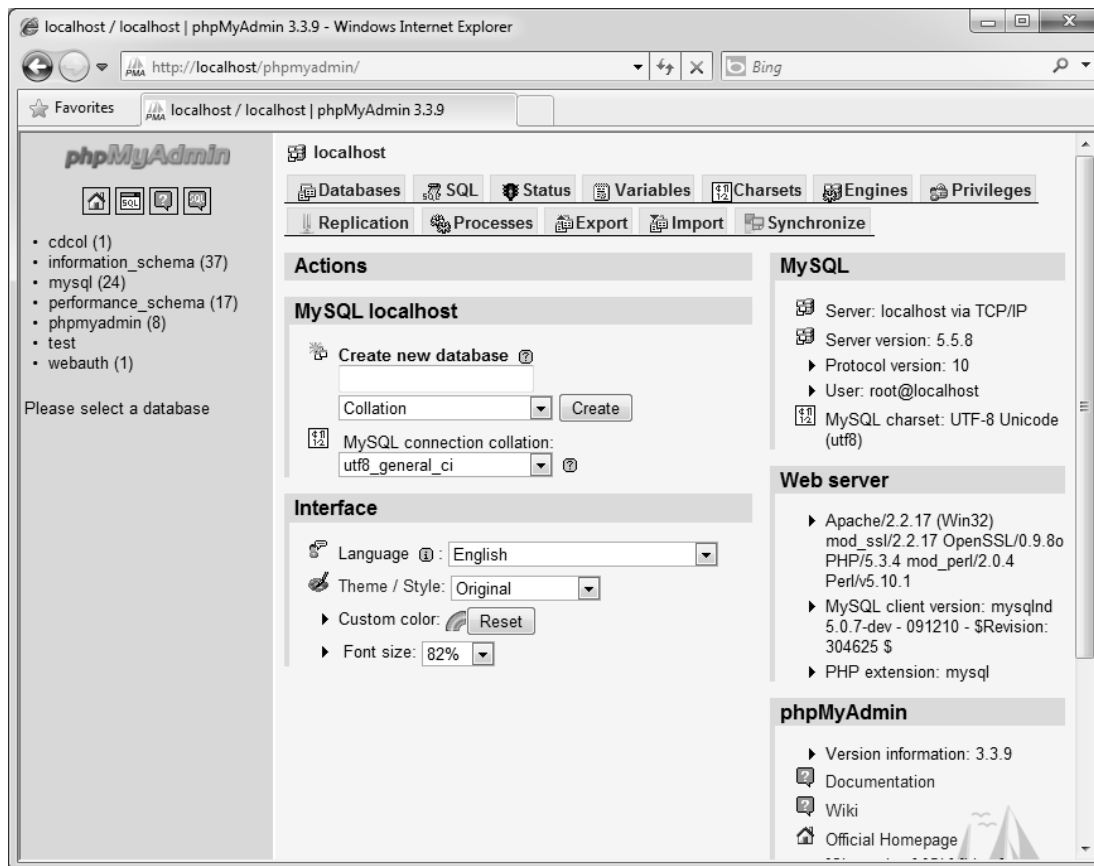 localhost / localhost | phpMyAdmin 3.3.9 - Windows Internet Explorer
http://localhost/phpmyadmin/
Bing
Favorites
localhost / localhost | phpMyAdmin 3.3.9
phpMyAdmin
localhost
Databases SQL Status Variables Charsets Engines Privileges
Replication Processes Export Import Synchronize
• cdcol (1)
• information_schema (37)
• mysql (24)
• performance_schema (17)
• phpmyadmin (8)
• test
• webauth (1)
Please select a database
Actions
MySQL localhost
Create new database
Collation
Create
MySQL connection collation:
utf8_general_ci
Interface
Language : English
Theme / Style: Original
Custom color: Reset
Font size: 82%
MySQL
Server: localhost via TCP/IP
Server version: 5.5.8
Protocol version: 10
User: root@localhost
MySQL charset: UTF-8 Unicode
(utf8)
Web server
Apache/2.2.17 (Win32)
mod_ssl/2.2.17 OpenSSL/0.9.8o
PHP/5.3.4 mod_perl/2.0.4
Perl/v5.10.1
MySQL client version: mysqlnd
5.0.7-dev - 091210 - $Revision:
304625 $
PHP extension: mysql
phpMyAdmin
Version information: 3.3.9
Documentation
Wiki
Official Homepage